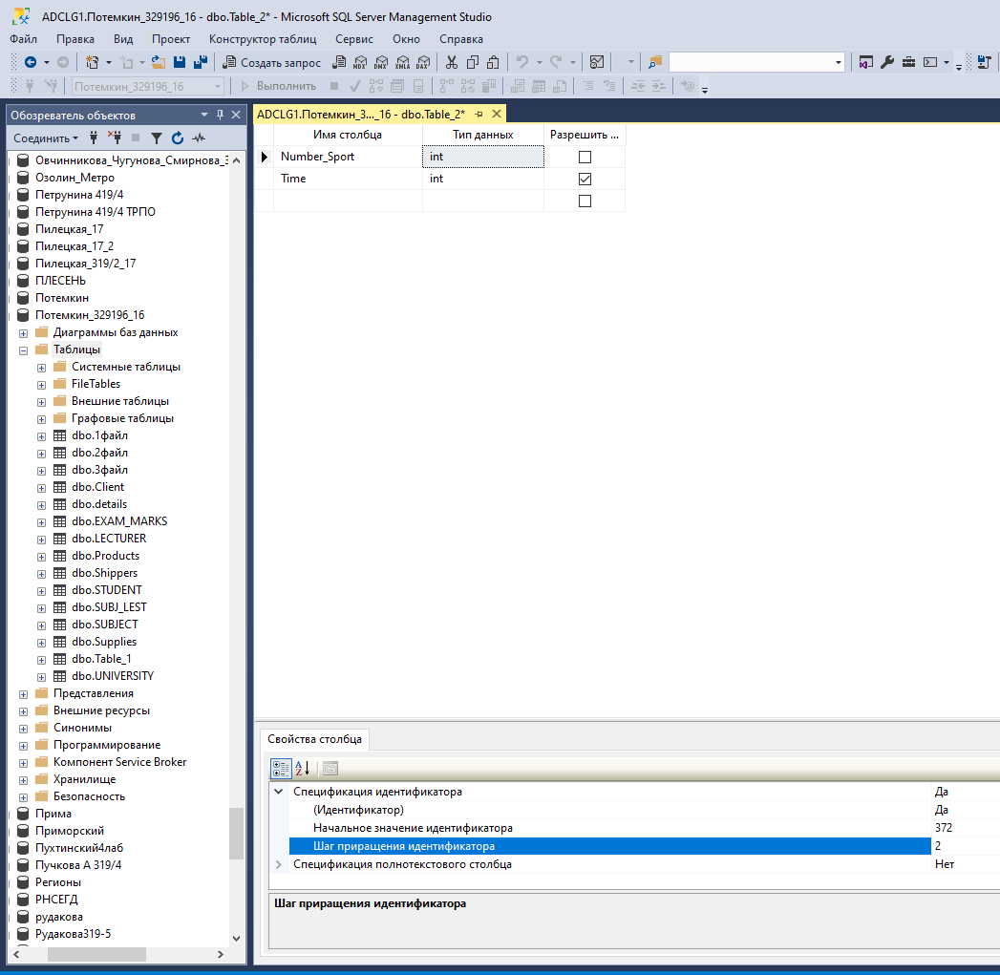 ADCLG1.Потемкин_329196_16 - dbo.Table_2* - Microsoft SQL Server Management Studio
Файл Правка Вид Проект Конструктор таблиц Сервис Окно Справка
Создать запрос MDX DMX XMLA DAX
Потемкин_329196_16 Выполнить
Обозреватель объектов
Соединить
Овчинникова_Чугунова_Смирнова_3
Озолин_Метро
Петрунина 419/4
Петрунина 419/4 ТРПО
Пилецкая_17
Пилецкая_17_2
Пилецкая_319/2_17
ПЛЕСЕНЬ
Потемкин
Потемкин_329196_16
Диаграммы баз данных
Таблицы
Системные таблицы
FileTables
Внешние таблицы
Графовые таблицы
dbo.1файл
dbo.2файл
dbo.3файл
dbo.Client
dbo.details
dbo.EXAM_MARKS
dbo.LECTURER
dbo.Products
dbo.Shippers
dbo.STUDENT
dbo.SUBJ_LEST
dbo.SUBJECT
dbo.Supplies
dbo.Table_1
dbo.UNIVERSITY
Представления
Внешние ресурсы
Синонимы
Программирование
Компонент Service Broker
Хранилище
Безопасность
Прима
Приморский
Пухтинский4лаб
Пучкова А 319/4
Регионы
РНСЕГД
рудакова
Рудакова319-5
ADCLG1.Потемкин_3..._16 - dbo.Table_2*
Имя столбца Тип данных Разрешить ...
Number_Sport int
Time int
Свойства столбца
Спецификация идентификатора Да
(Идентификатор) Да
Начальное значение идентификатора 372
Шаг приращения идентификатора 2
Спецификация полнотекстового столбца Нет
Шаг приращения идентификатора